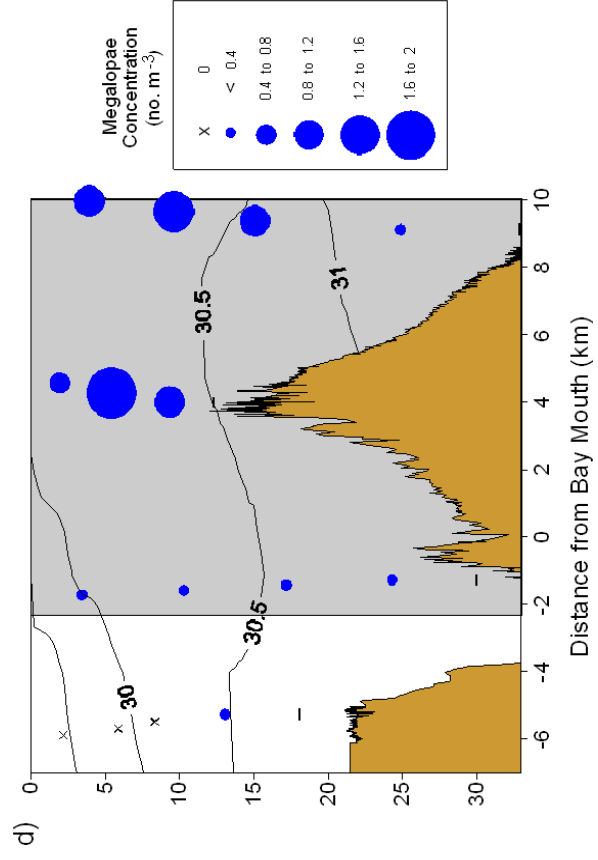 d)
Megalopae
Concentration
(no. m⁻³)
x 0
< 0.4
0.4 to 0.8
0.8 to 1.2
1.2 to 1.6
1.6 to 2
0
5
10
15
20
25
30
30
30.5
30.5
31
x
x
x
-6 -4 -2 0 2 4 6 8 10
Distance from Bay Mouth (km)